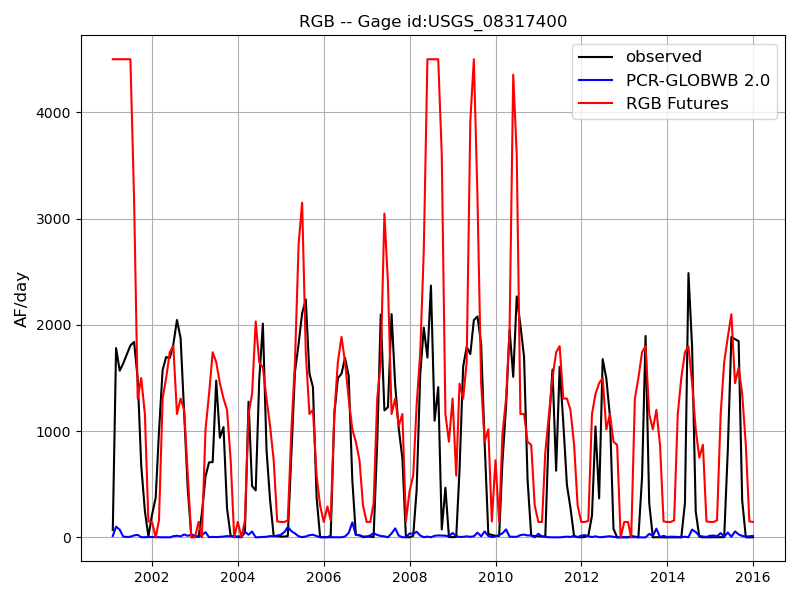 RGB -- Gage id:USGS_08317400
observed
PCR-GLOBWB 2.0
RGB Futures
AF/day
4000
3000
2000
1000
0
2002 2004 2006 2008 2010 2012 2014 2016